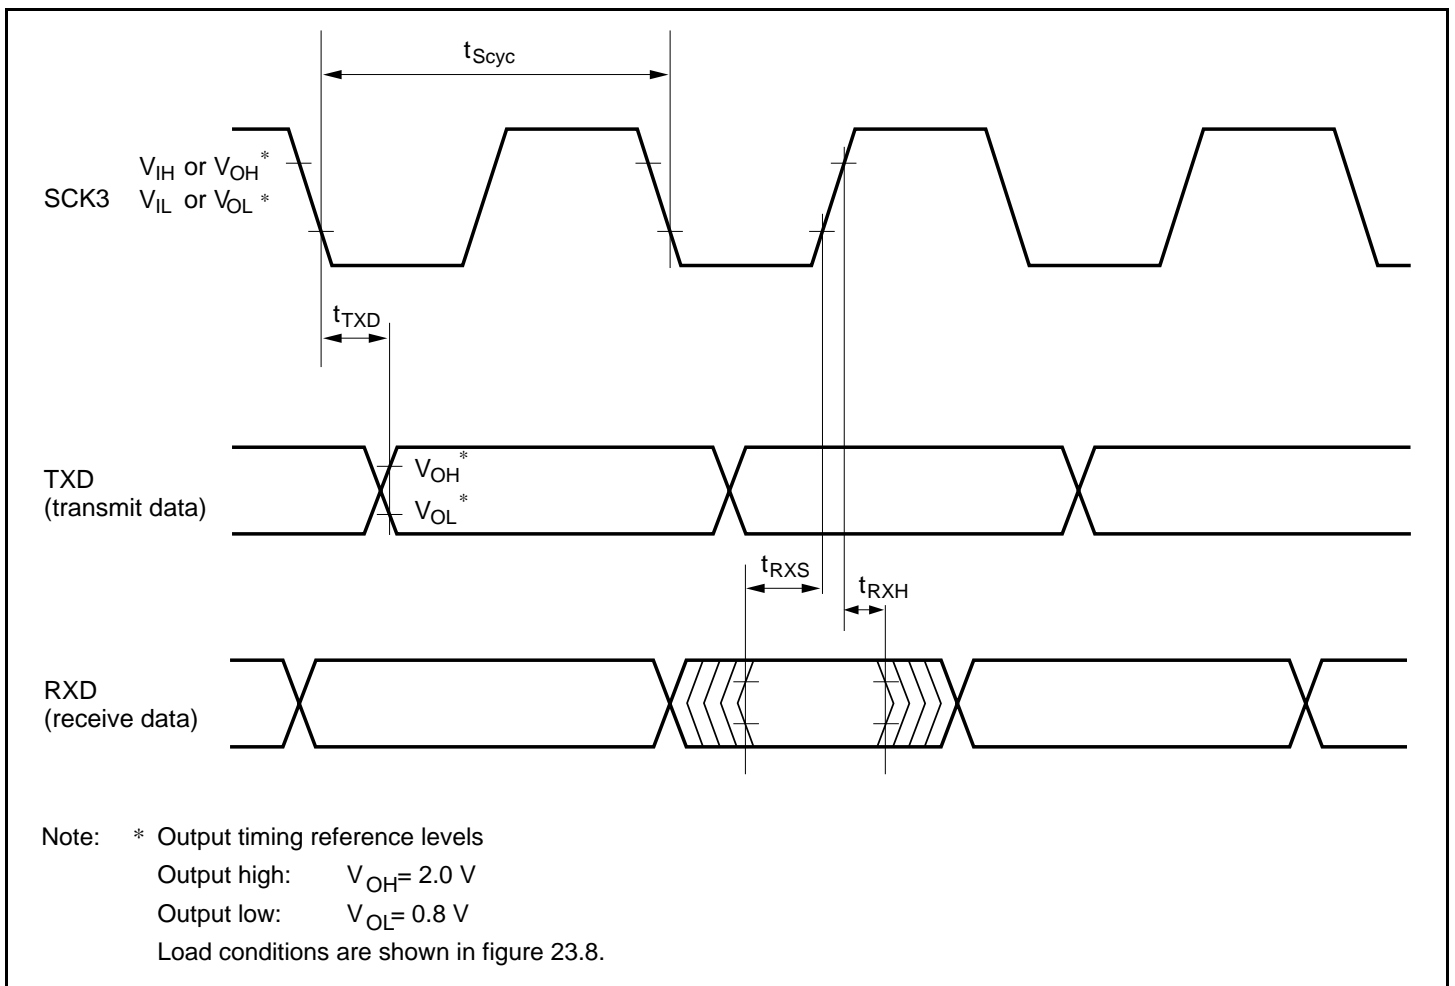 tScyc
VIH or VOH*
SCK3 VIL or VOL*
tTXD
TXD
(transmit data)
VOH*
VOL*
tRXS
tRXH
RXD
(receive data)
Note: * Output timing reference levels
Output high: VOH= 2.0 V
Output low: VOL= 0.8 V
Load conditions are shown in figure 23.8.